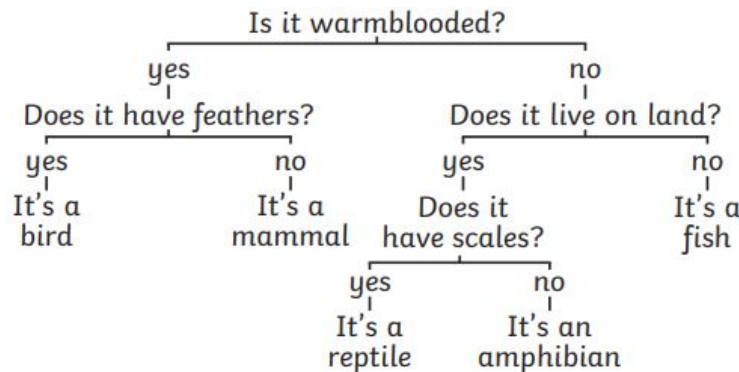 Is it warmblooded?
yes
no
Does it have feathers?
Does it live on land?
yes
no
yes
no
It's a
bird
It's a
mammal
Does it
have scales?
It's a
fish
yes
no
It's a
reptile
It's an
amphibian